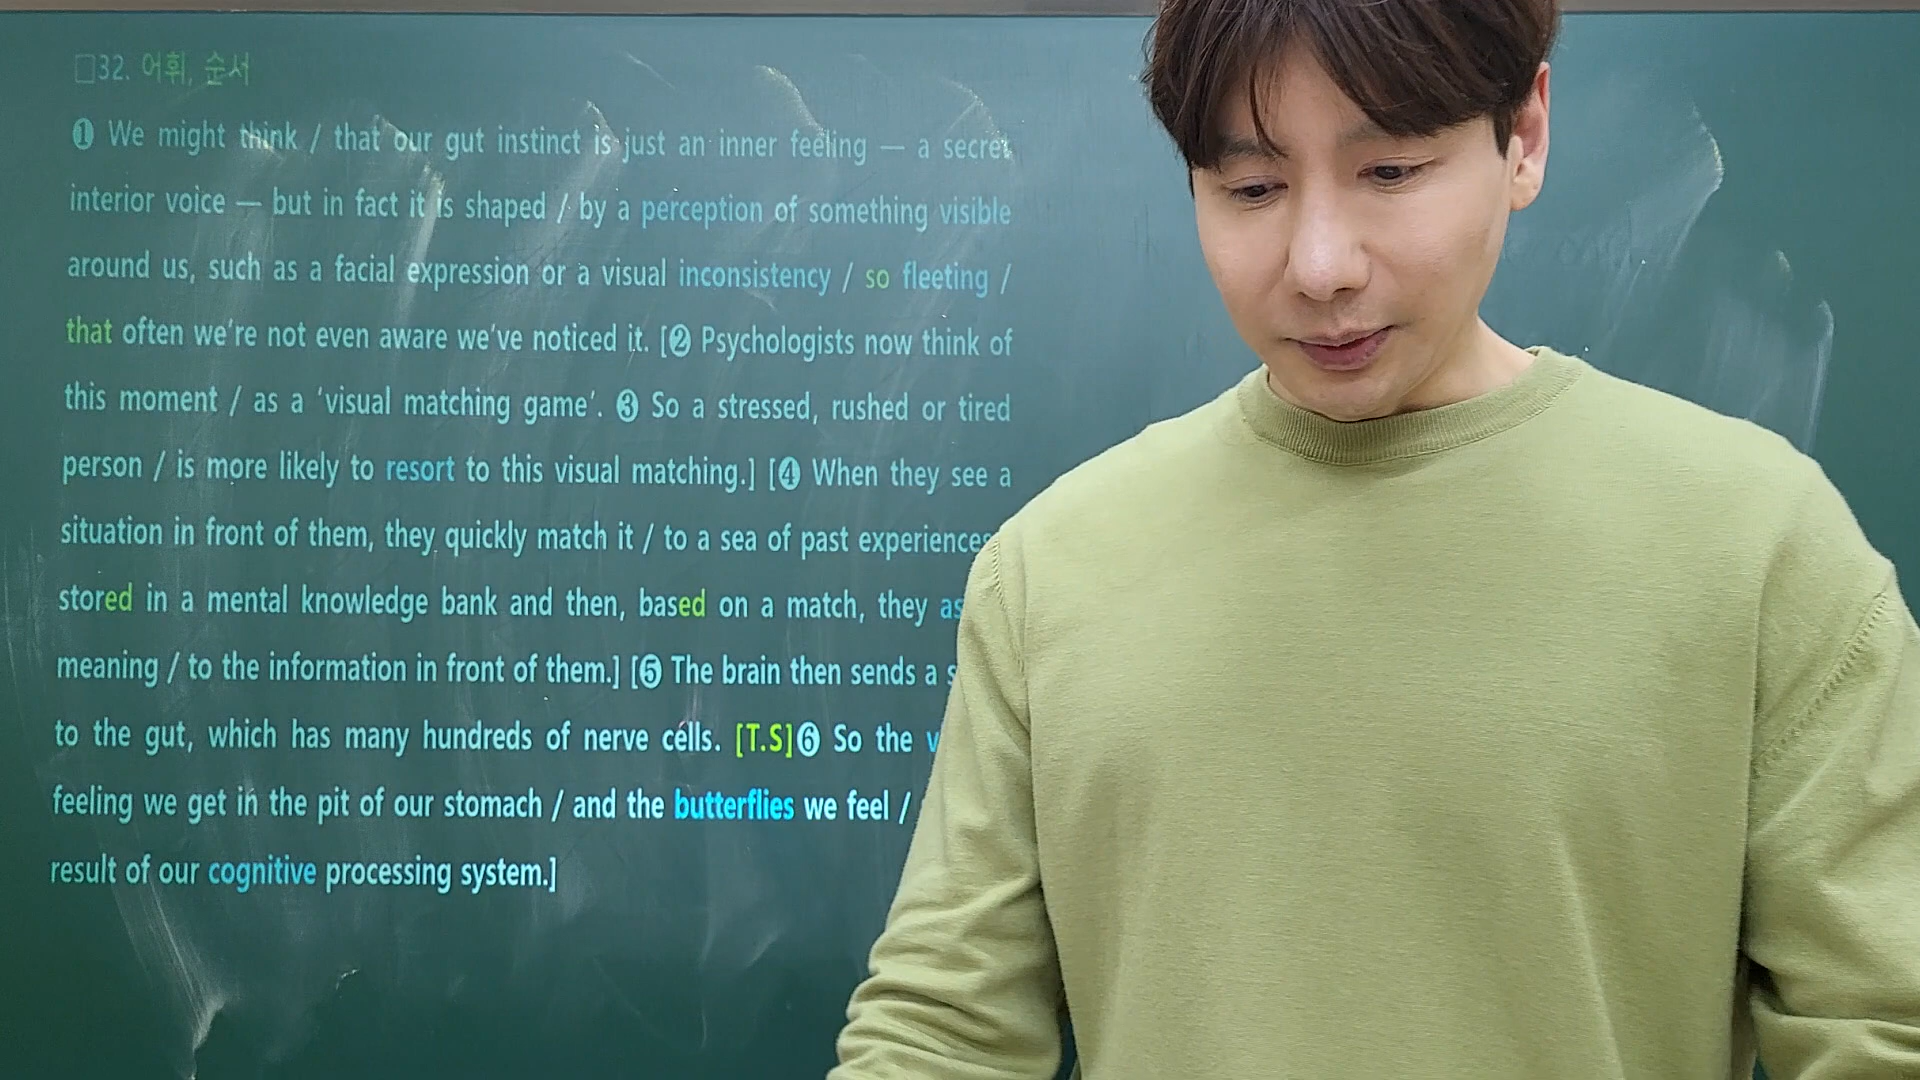 □32. 어휘, 순서
❶ We might think / that our gut instinct is just an inner feeling — a secret
interior voice — but in fact it is shaped / by a perception of something visible
around us, such as a facial expression or a visual inconsistency / so fleeting /
that often we're not even aware we've noticed it. [❷ Psychologists now think of
this moment / as a 'visual matching game'. ❸ So a stressed, rushed or tired
person / is more likely to resort to this visual matching.] [❹ When they see a
situation in front of them, they quickly match it / to a sea of past experiences
stored in a mental knowledge bank and then, based on a match, they
meaning / to the information in front of them.] [❺ The brain then sends a
to the gut, which has many hundreds of nerve cells. [T.S]❻ So the
feeling we get in the pit of our stomach / and the butterflies we feel /
result of our cognitive processing system.]